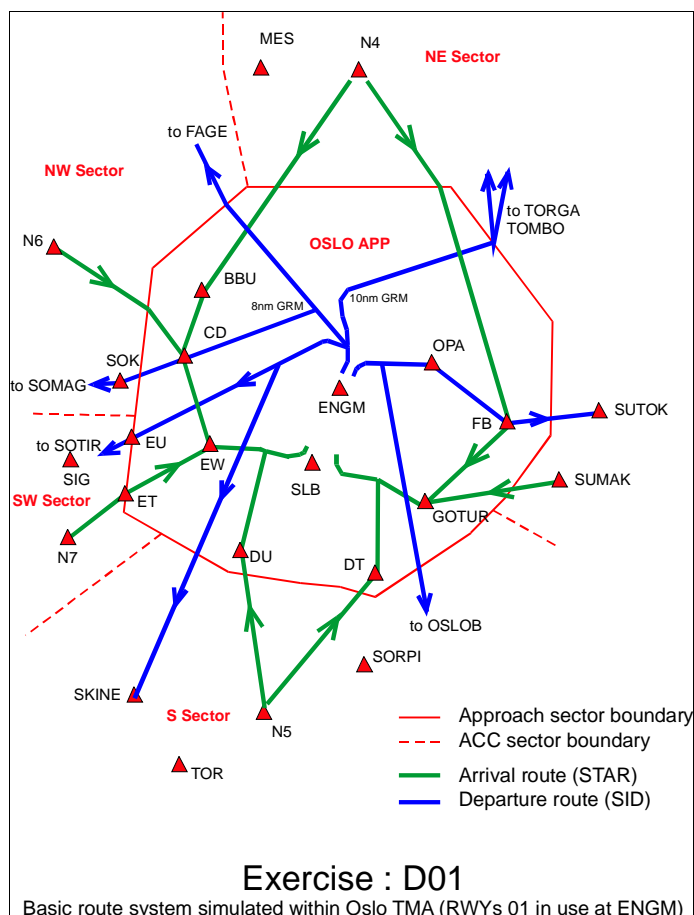 MES
N4
NE Sector
to FAGE
NW Sector
to TORGA
TOMBO
N6
OSLO APP
BBU
8nm GRM
10nm GRM
CD
SOK
OPA
to SOMAG
ENGM
SUTOK
FB
to SOTIR
EU
EW
SIG
SLB
SUMAK
SW Sector
ET
GOTUR
N7
DU
DT
to OSLOB
SORPI
SKINE
S Sector
N5
TOR
Approach sector boundary
ACC sector boundary
Arrival route (STAR)
Departure route (SID)
Exercise : D01
Basic route system simulated within Oslo TMA (RWYs 01 in use at ENGM)